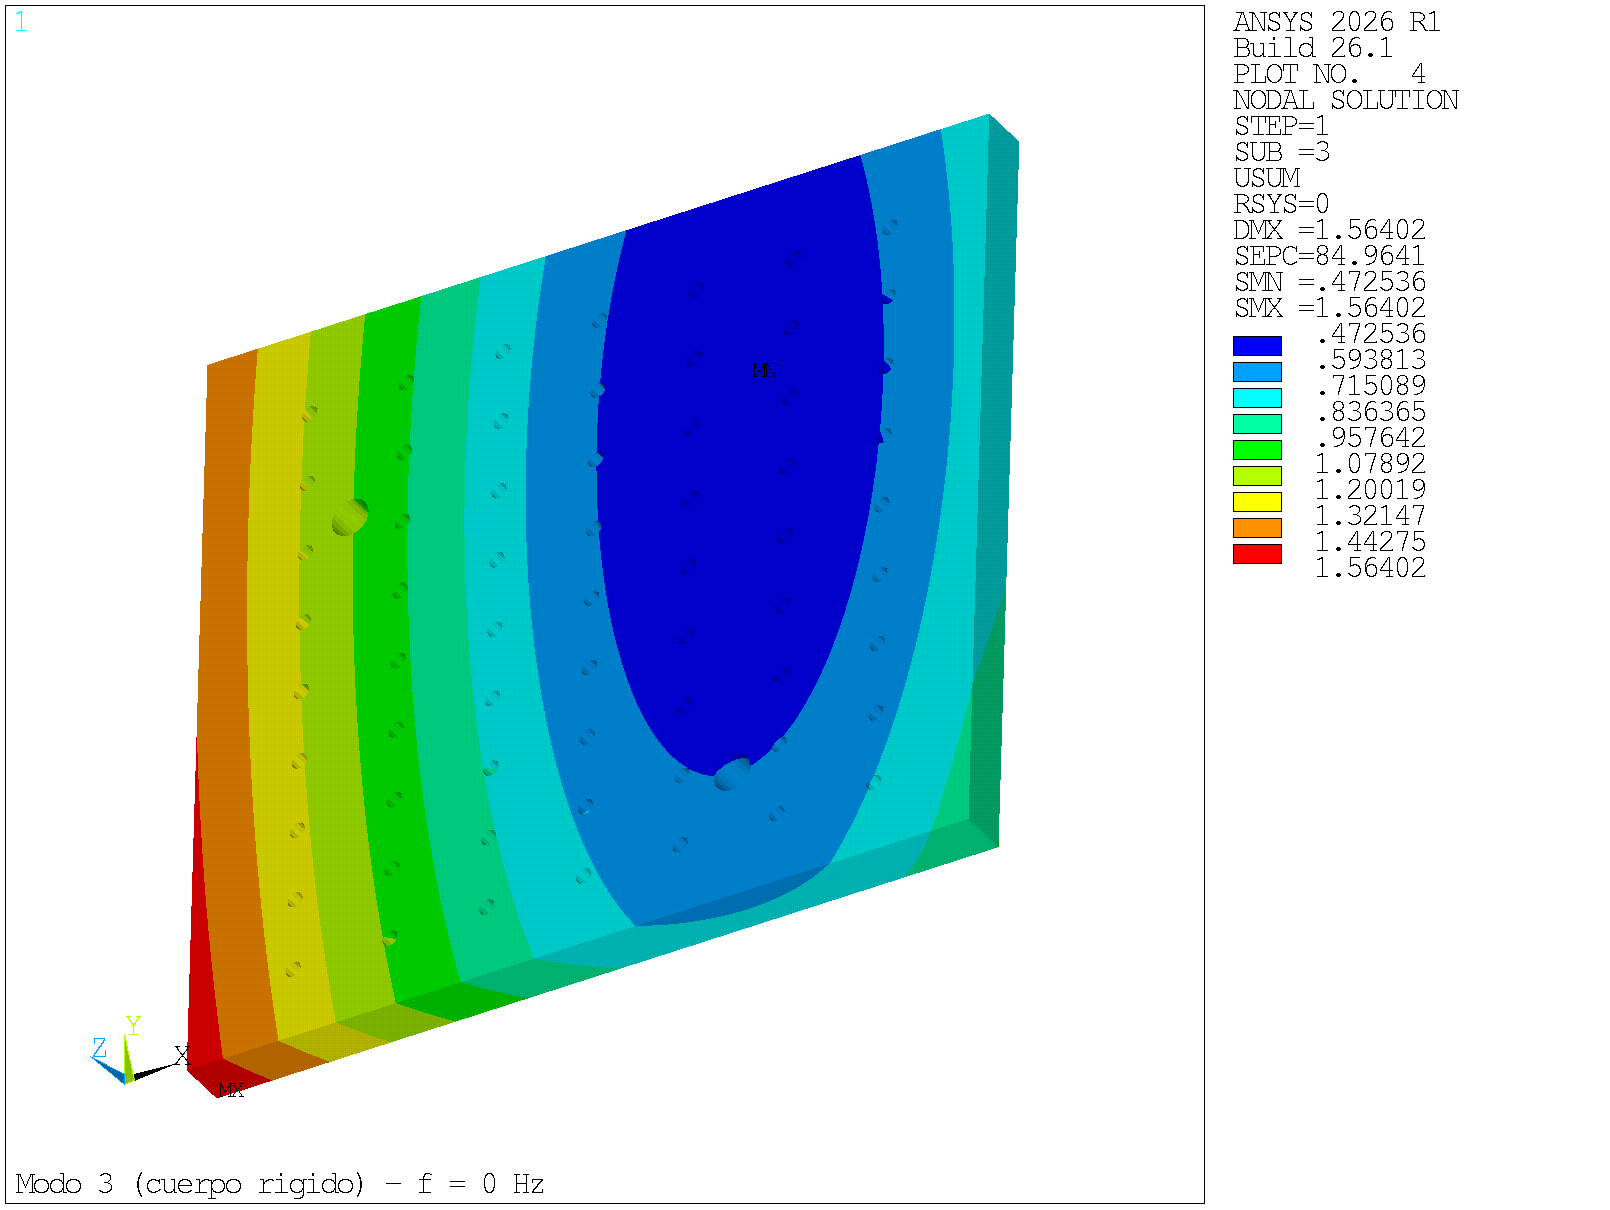 1
ANSYS 2026 R1
Build 26.1
PLOT NO.   4
NODAL SOLUTION
STEP=1
SUB =3
USUM
RSYS=0
DMX =1.56402
SEPC=84.9641
SMN =.472536
SMX =1.56402
.472536
.593813
.715089
.836365
.957642
1.07892
1.20019
1.32147
1.44275
1.56402
MN
Y
Z
X
MX
Modo 3 (cuerpo rigido) − f = 0 Hz